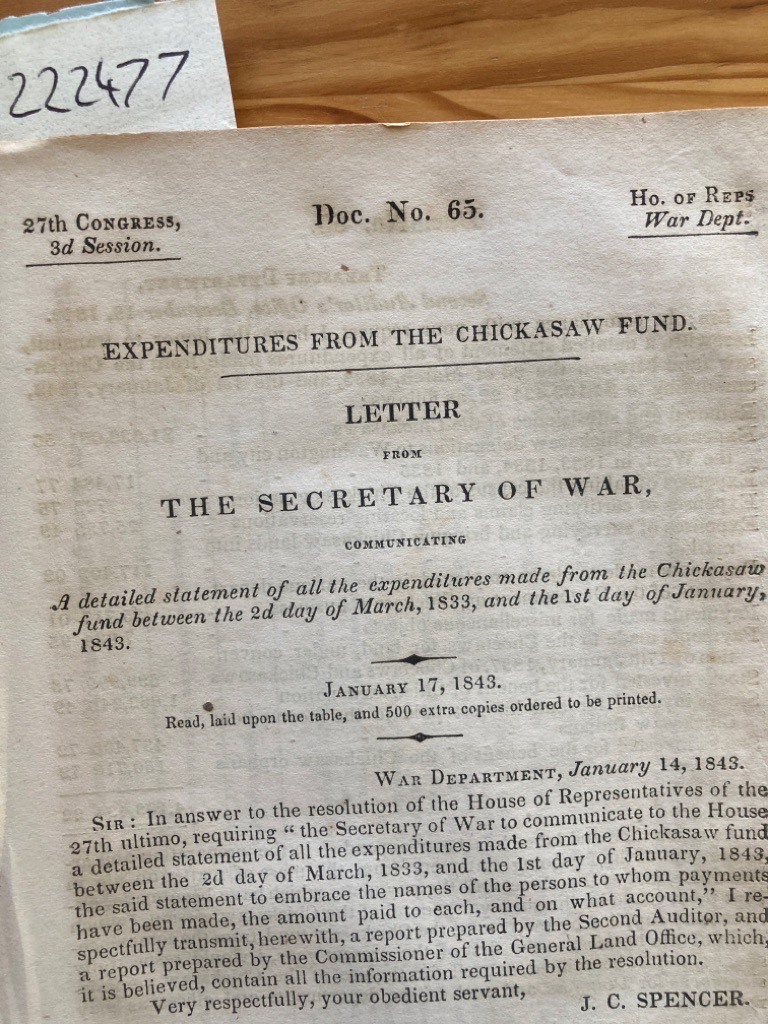 222477
27th Congress,
3d Session.
Doc. No. 65.
Ho. of Reps
War Dept.
EXPENDITURES FROM THE CHICKASAW FUND.
LETTER
FROM
THE SECRETARY OF WAR,
COMMUNICATING
A detailed statement of all the expenditures made from the Chickasaw
fund between the 2d day of March, 1833, and the 1st day of January,
1843.
January 17, 1843.
Read, laid upon the table, and 500 extra copies ordered to be printed.
War Department, January 14, 1843.
Sir: In answer to the resolution of the House of Representatives of the
27th ultimo, requiring "the Secretary of War to communicate to the House
a detailed statement of all the expenditures made from the Chickasaw fund
between the 2d day of March, 1833, and the 1st day of January, 1843,
the said statement to embrace the names of the persons to whom payments
have been made, the amount paid to each, and on what account," I re-
spectfully transmit, herewith, a report prepared by the Second Auditor, and
a report prepared by the Commissioner of the General Land Office, which,
it is believed, contain all the information required by the resolution.
Very respectfully, your obedient servant,
J. C. SPENCER.